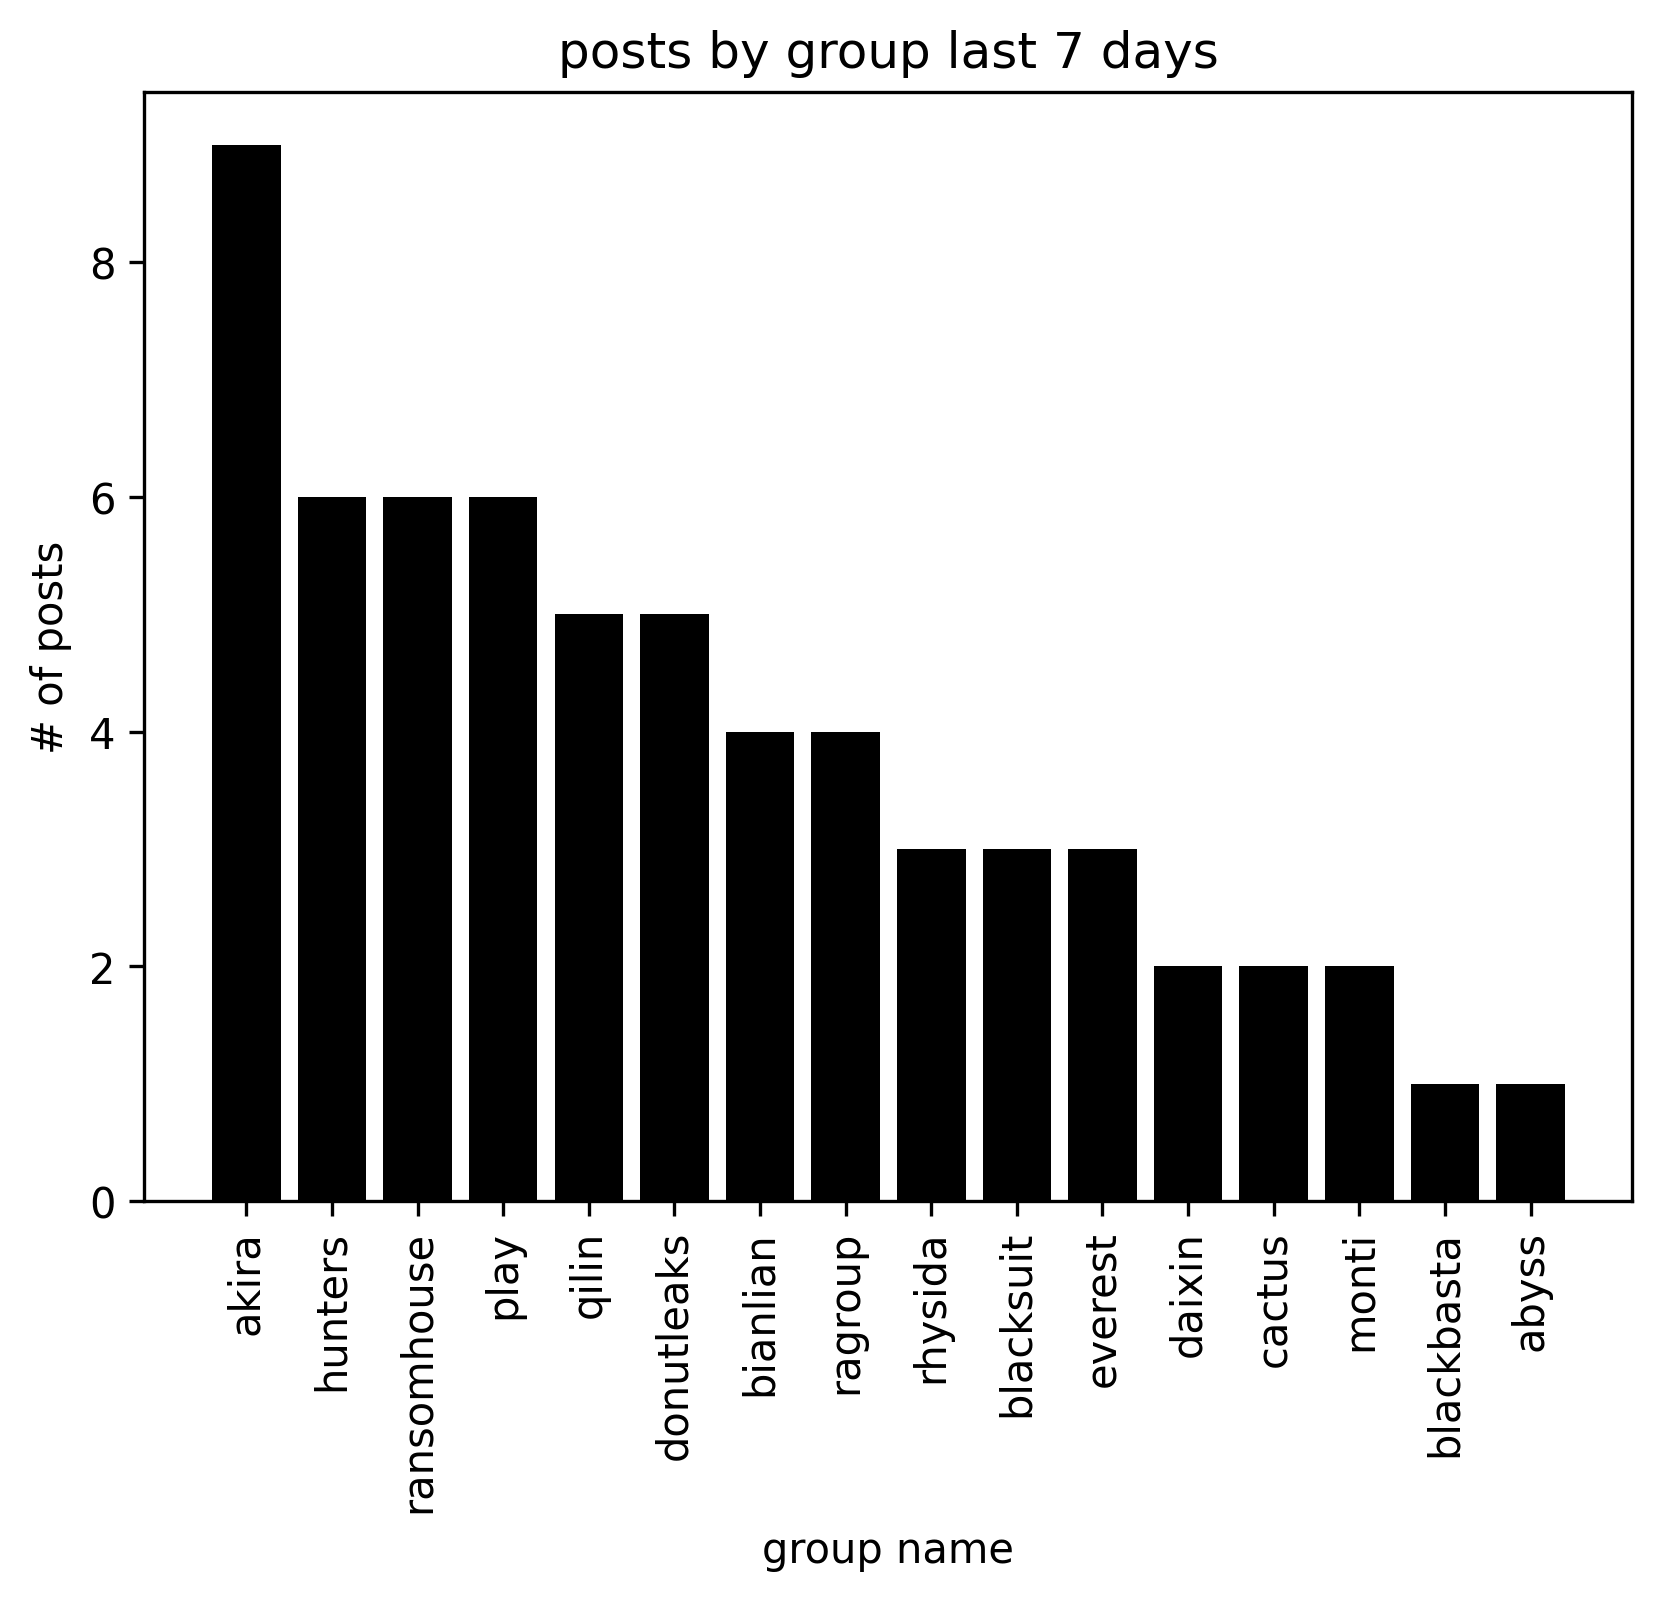 posts by group last 7 days
# of posts
8
6
4
2
0
akira
hunters
ransomhouse
play
qilin
donutleaks
bianlian
ragroup
rhysida
blacksuit
everest
daixin
cactus
monti
blackbasta
abyss
group name